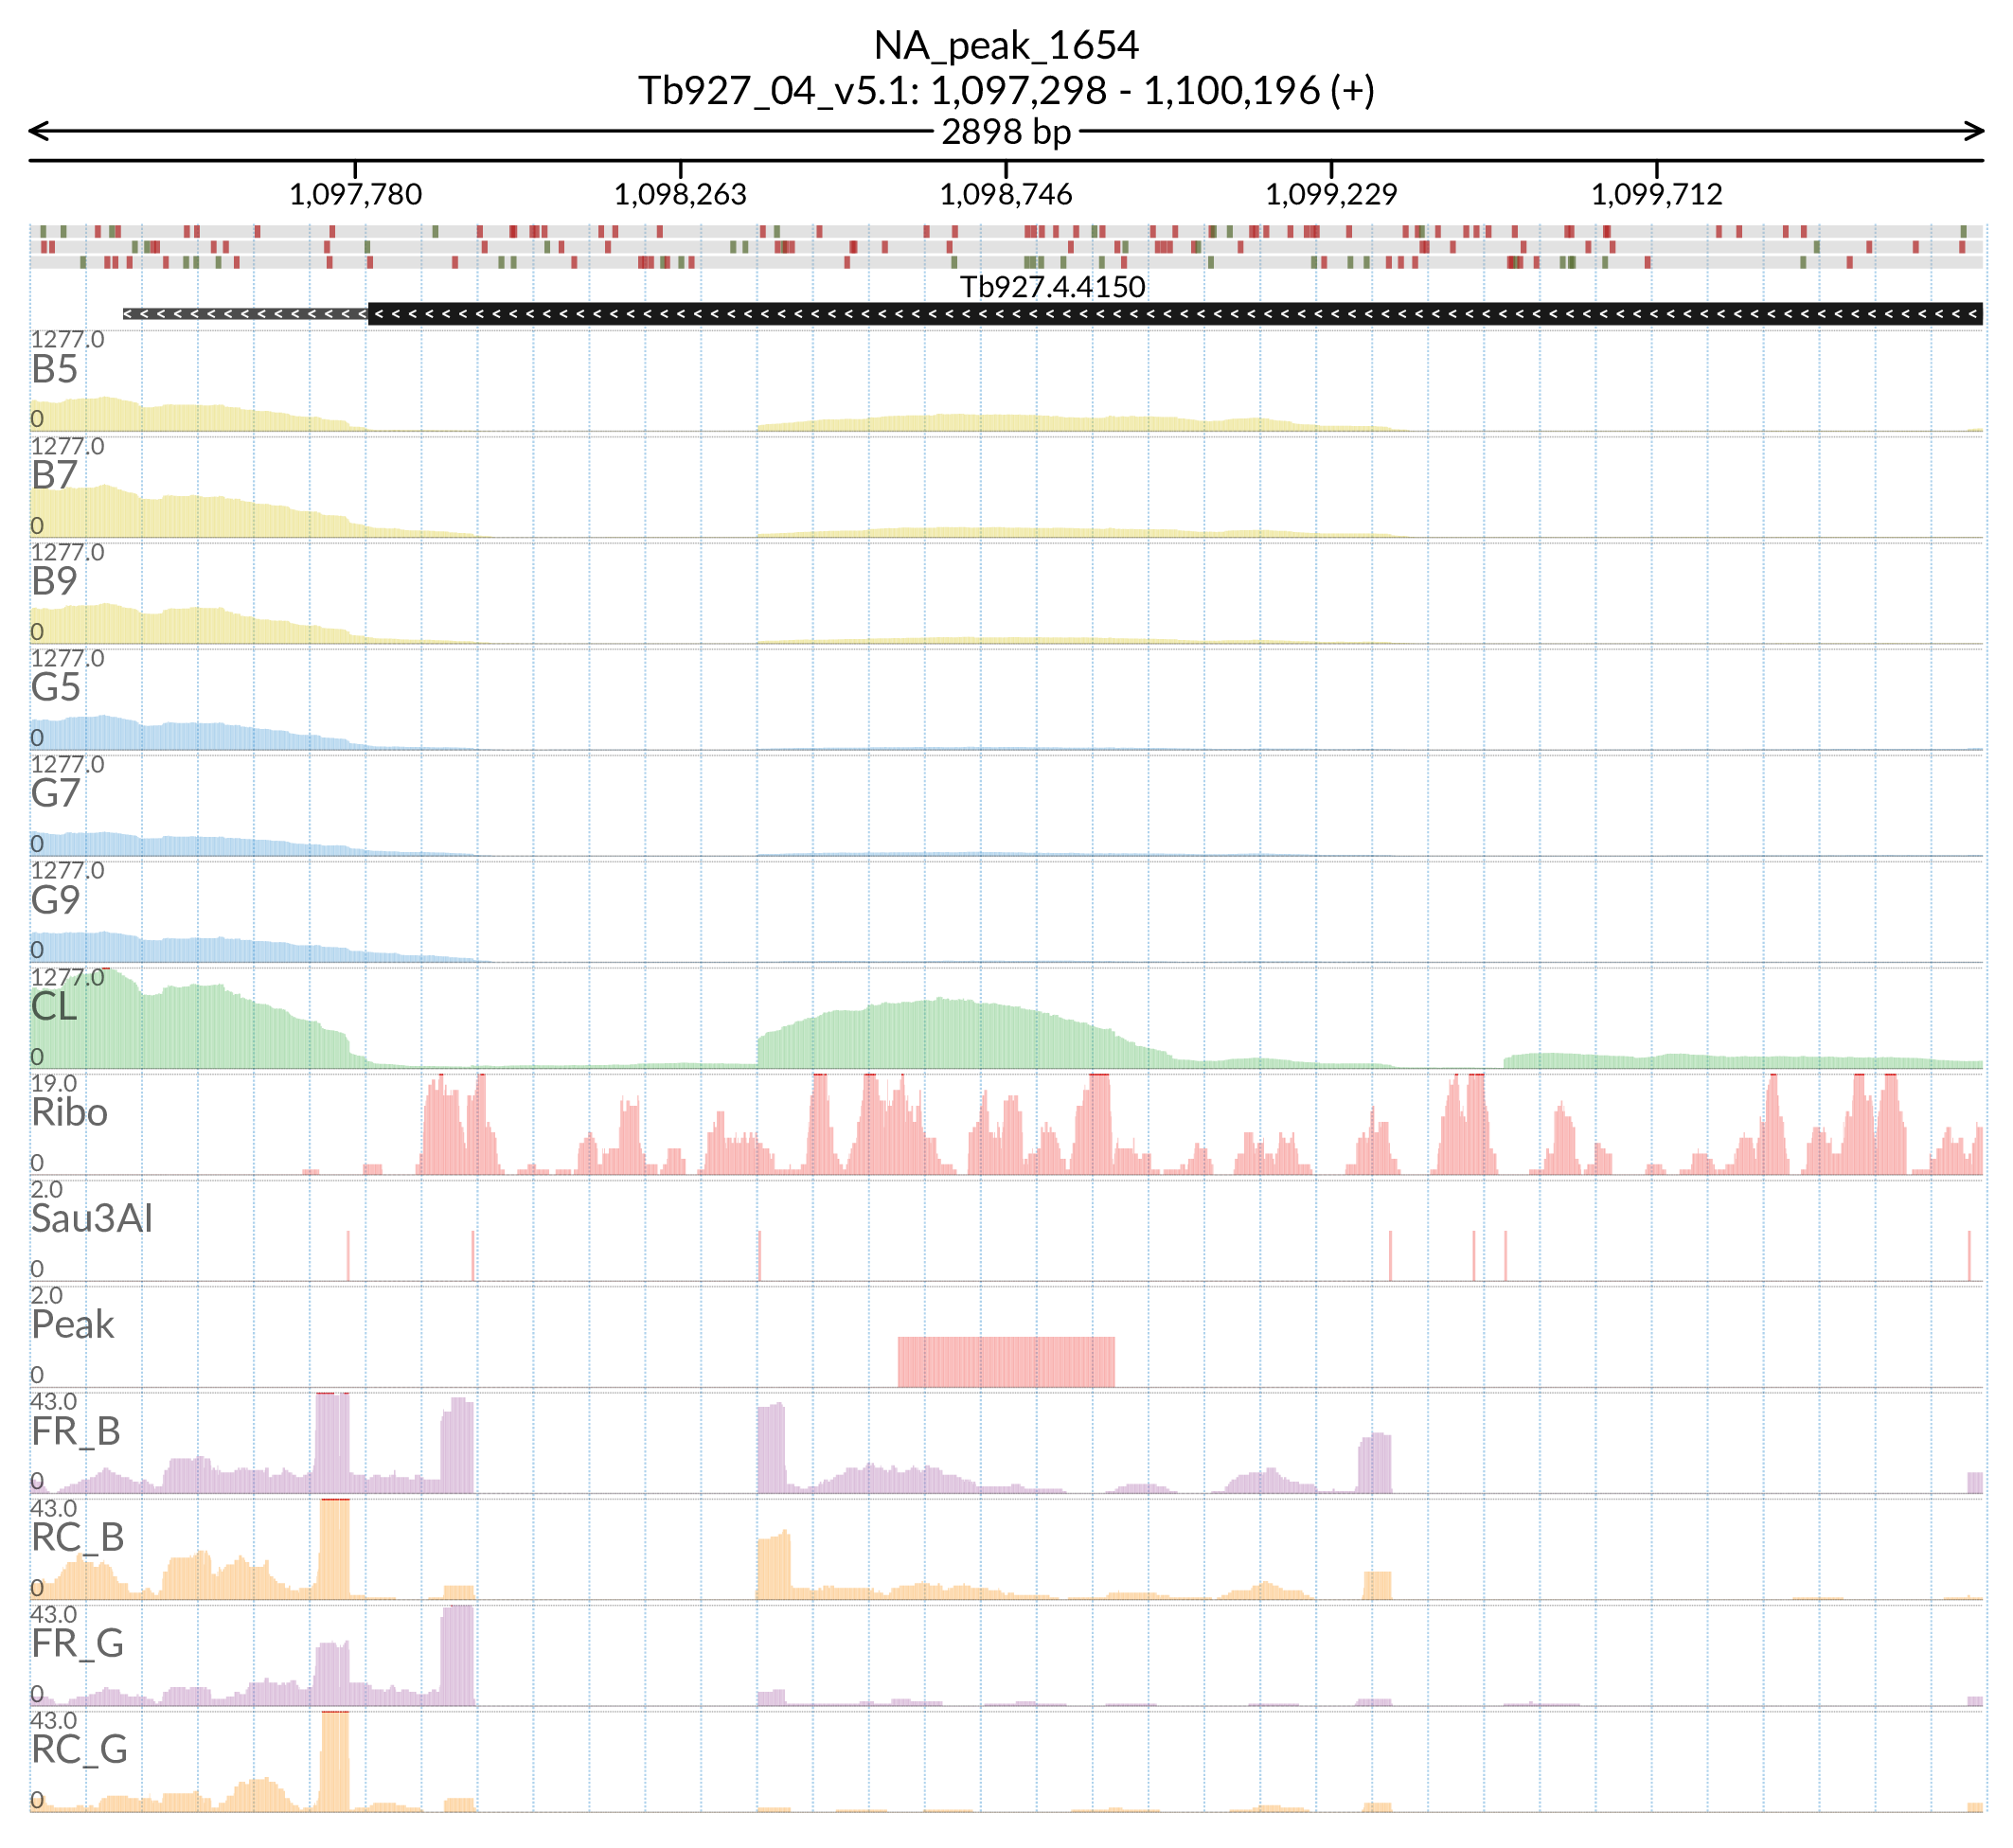 NA_peak_1654
Tb927_04_v5.1: 1,097,298 - 1,100,196 (+)
2898 bp
1,097,780 1,098,263 1,098,746 1,099,229 1,099,712
Tb927.4.4150
1277.0
B5
0
1277.0
B7
0
1277.0
B9
0
1277.0
G5
0
1277.0
G7
0
1277.0
G9
0
1277.0
CL
0
19.0
Ribo
0
2.0
Sau3AI
0
2.0
Peak
0
43.0
FR_B
0
43.0
RC_B
0
43.0
FR_G
0
43.0
RC_G
0